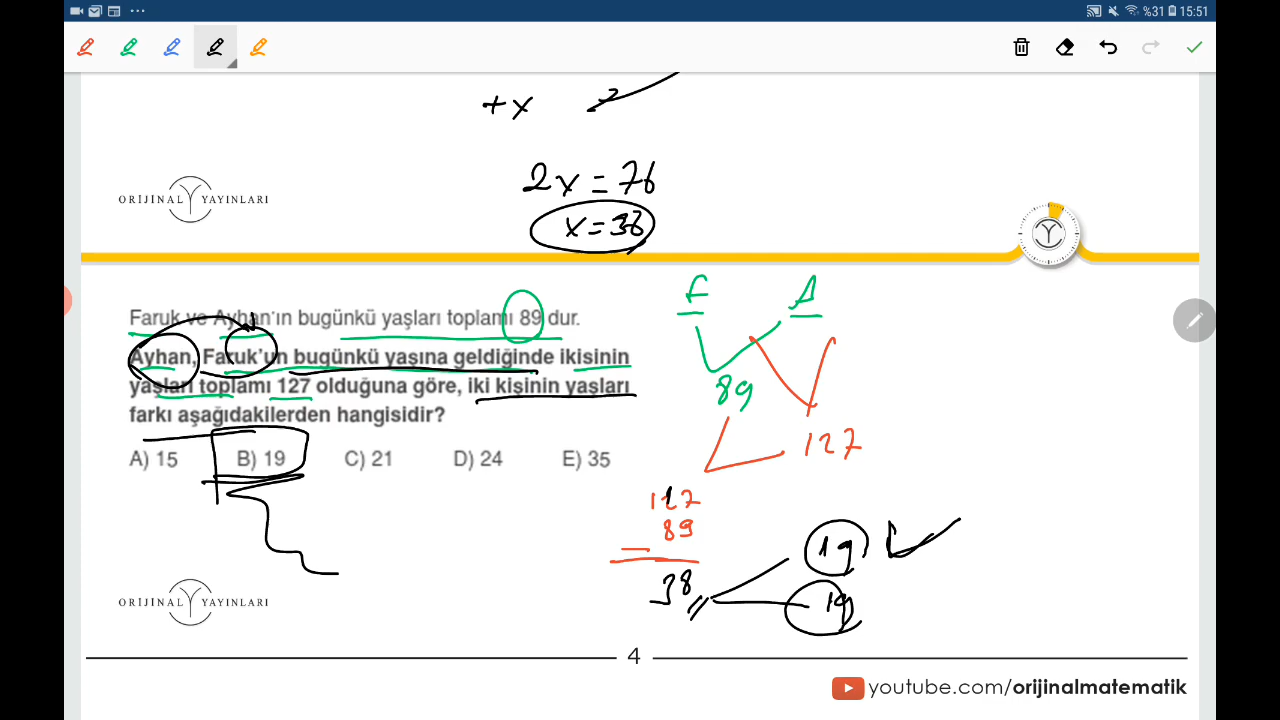 %31 15:51
+x
2x = 76
x = 38
ORİJİNAL YAYINLARI
Faruk ve Ayhan'ın bugünkü yaşları toplamı 89 dur.
Ayhan, Faruk'un bugünkü yaşına geldiğinde ikisinin
yaşları toplamı 127 olduğuna göre, iki kişinin yaşları
farkı aşağıdakilerden hangisidir?
A) 15 B) 19 C) 21 D) 24 E) 35
F A
89
127
127
89
38
19
19
ORİJİNAL YAYINLARI
4
youtube.com/orijinalmatematik